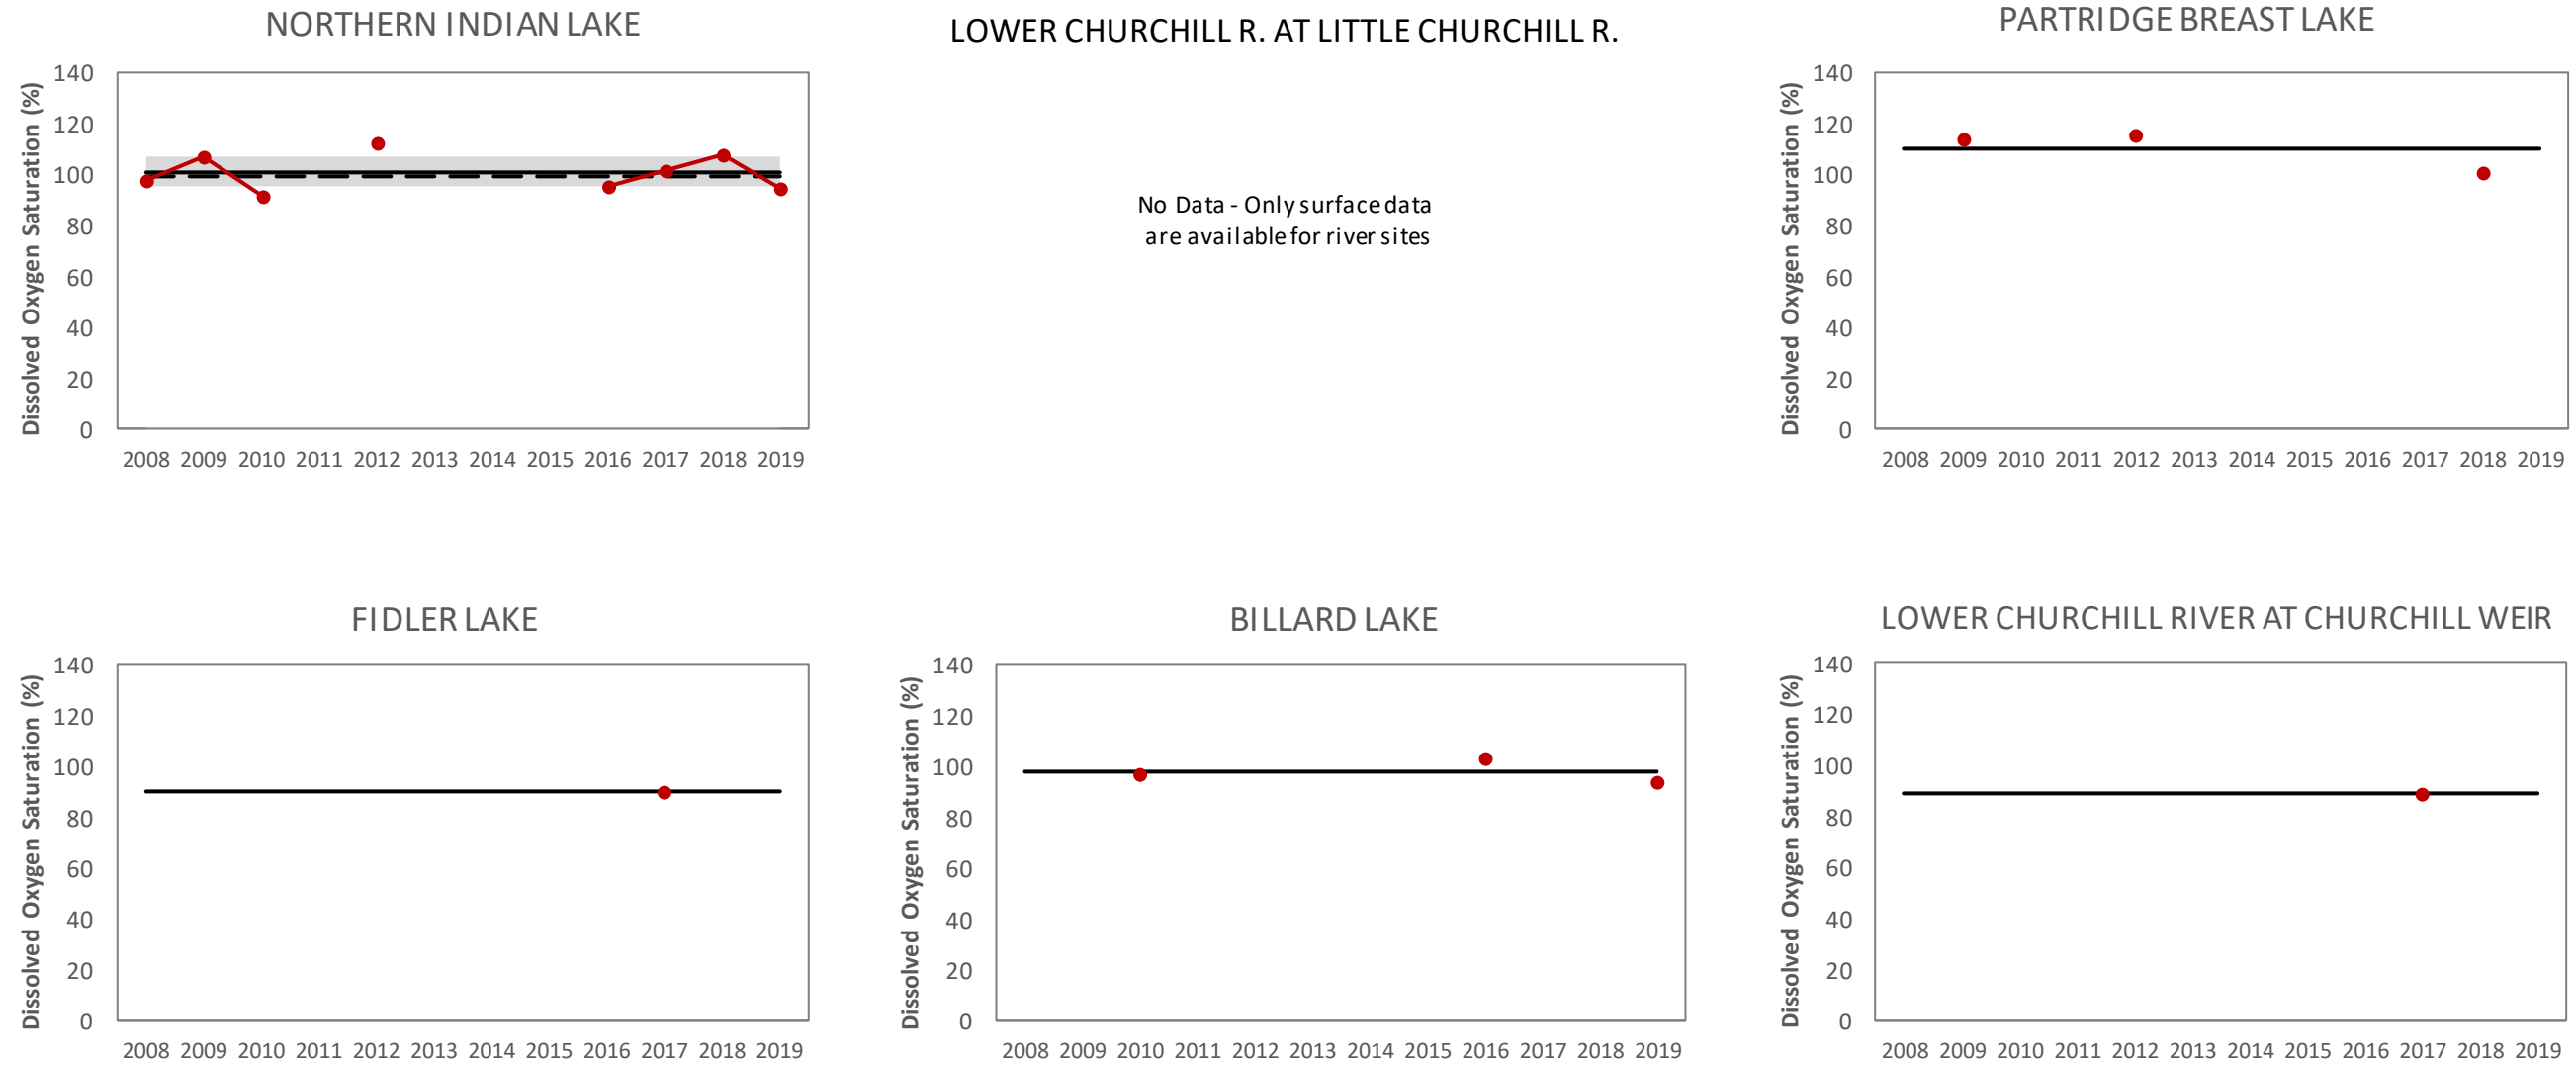 NORTHERN INDIAN LAKE
Dissolved Oxygen Saturation (%)
140
120
100
80
60
40
20
0
2008 2009 2010 2011 2012 2013 2014 2015 2016 2017 2018 2019
LOWER CHURCHILL R. AT LITTLE CHURCHILL R.
No Data - Only surface data
are available for river sites
PARTRIDGE BREAST LAKE
Dissolved Oxygen Saturation (%)
140
120
100
80
60
40
20
0
2008 2009 2010 2011 2012 2013 2014 2015 2016 2017 2018 2019
FIDLER LAKE
Dissolved Oxygen Saturation (%)
140
120
100
80
60
40
20
0
2008 2009 2010 2011 2012 2013 2014 2015 2016 2017 2018 2019
BILLARD LAKE
Dissolved Oxygen Saturation (%)
140
120
100
80
60
40
20
0
2008 2009 2010 2011 2012 2013 2014 2015 2016 2017 2018 2019
LOWER CHURCHILL RIVER AT CHURCHILL WEIR
Dissolved Oxygen Saturation (%)
140
120
100
80
60
40
20
0
2008 2009 2010 2011 2012 2013 2014 2015 2016 2017 2018 2019